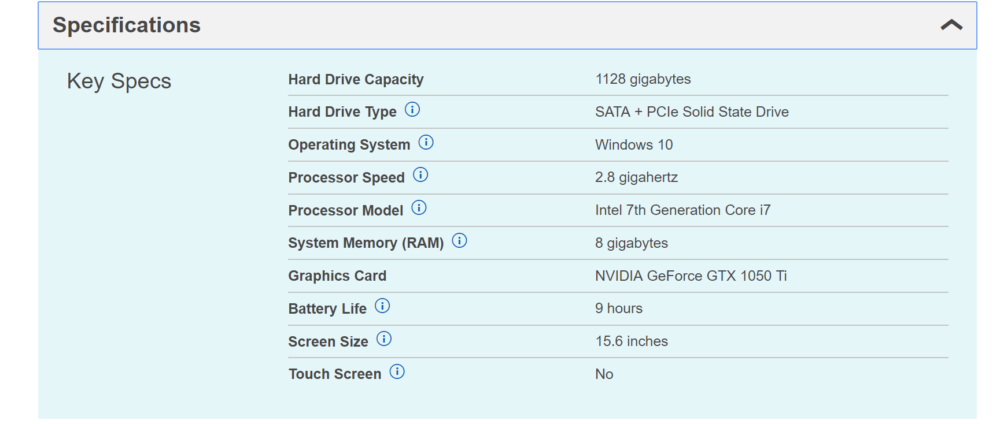 Specifications
Key Specs
Hard Drive Capacity 1128 gigabytes
Hard Drive Type SATA + PCIe Solid State Drive
Operating System Windows 10
Processor Speed 2.8 gigahertz
Processor Model Intel 7th Generation Core i7
System Memory (RAM) 8 gigabytes
Graphics Card NVIDIA GeForce GTX 1050 Ti
Battery Life 9 hours
Screen Size 15.6 inches
Touch Screen No